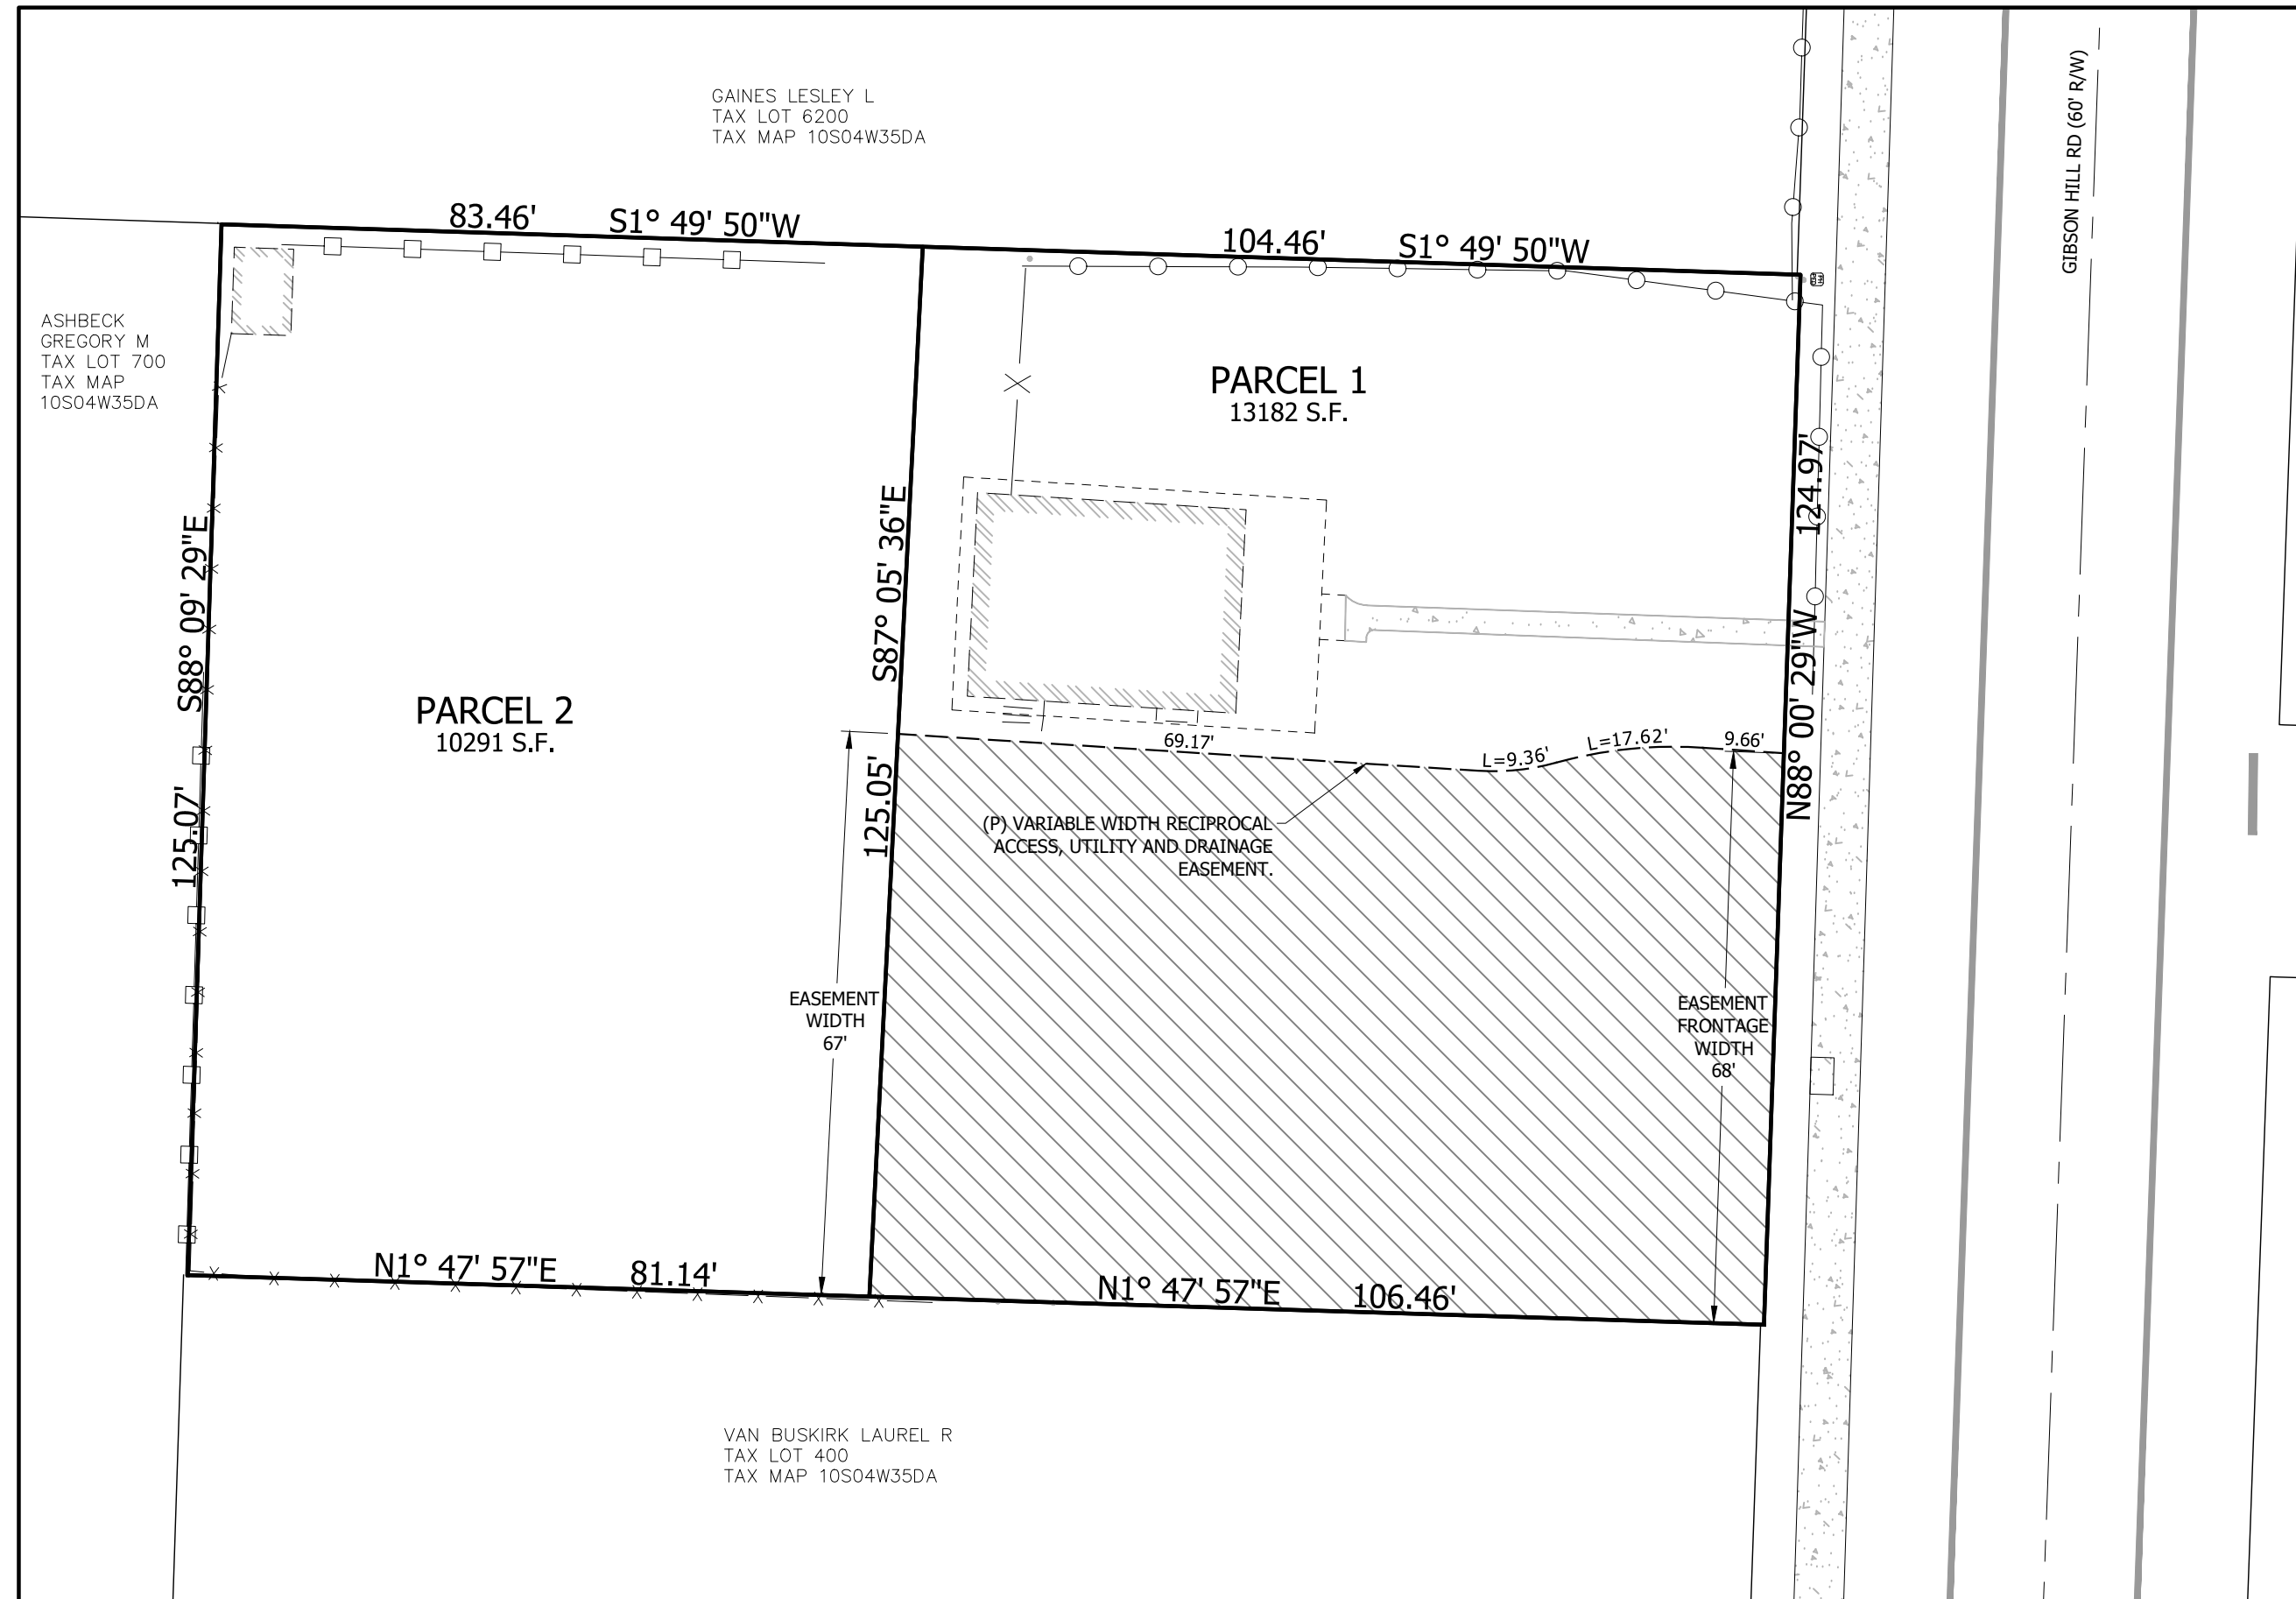 GAINES LESLEY L
TAX LOT 6200
TAX MAP 10S04W35DA
GIBSON HILL RD (60' R/W)
83.46' S1° 49' 50"W
104.46' S1° 49' 50"W
ASHBECK
GREGORY M
TAX LOT 700
TAX MAP
10S04W35DA
PARCEL 1
13182 S.F.
124.97'
N88° 00' 29"W
S88° 09' 29"E
125.07'
S87° 05' 36"E
125.05'
PARCEL 2
10291 S.F.
69.17'
L=9.36'
L=17.62'
9.66'
(P) VARIABLE WIDTH RECIPROCAL
ACCESS, UTILITY AND DRAINAGE
EASEMENT.
EASEMENT
WIDTH
67'
EASEMENT
FRONTAGE
WIDTH
68'
N1° 47' 57"E 81.14'
N1° 47' 57"E 106.46'
VAN BUSKIRK LAUREL R
TAX LOT 400
TAX MAP 10S04W35DA